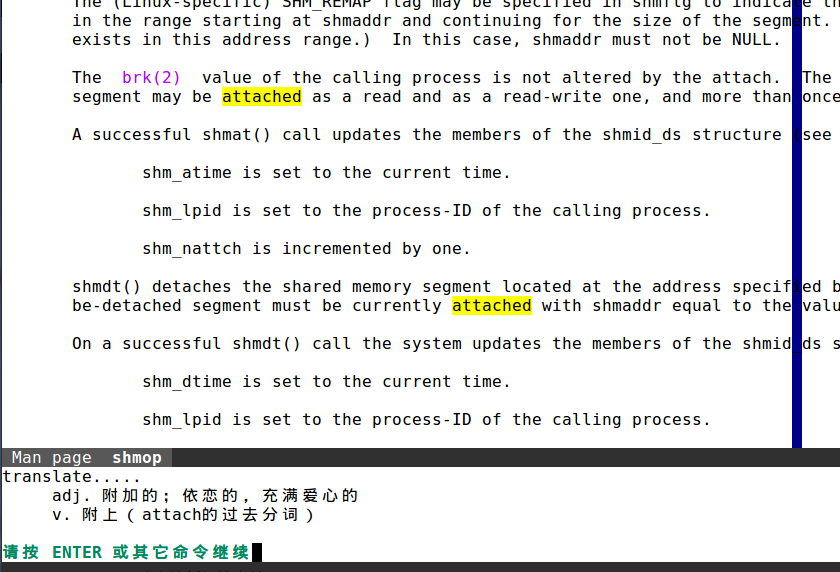 The (Linux-specific) SHM_REMAP flag may be specified in shmflg to indicate th
in the range starting at shmaddr and continuing for the size of the segment.
exists in this address range.)  In this case, shmaddr must not be NULL.
The  brk(2)  value of the calling process is not altered by the attach.  The
segment may be attached as a read and as a read-write one, and more than once
A successful shmat() call updates the members of the shmid_ds structure (see
shm_atime is set to the current time.
shm_lpid is set to the process-ID of the calling process.
shm_nattch is incremented by one.
shmdt() detaches the shared memory segment located at the address specified b
be-detached segment must be currently attached with shmaddr equal to the valu
On a successful shmdt() call the system updates the members of the shmid_ds s
shm_dtime is set to the current time.
shm_lpid is set to the process-ID of the calling process.
Man page  shmop
translate.....
adj. 附加的；依恋的，充满爱心的
v. 附上（attach的过去分词）
请按 ENTER 或其它命令继续